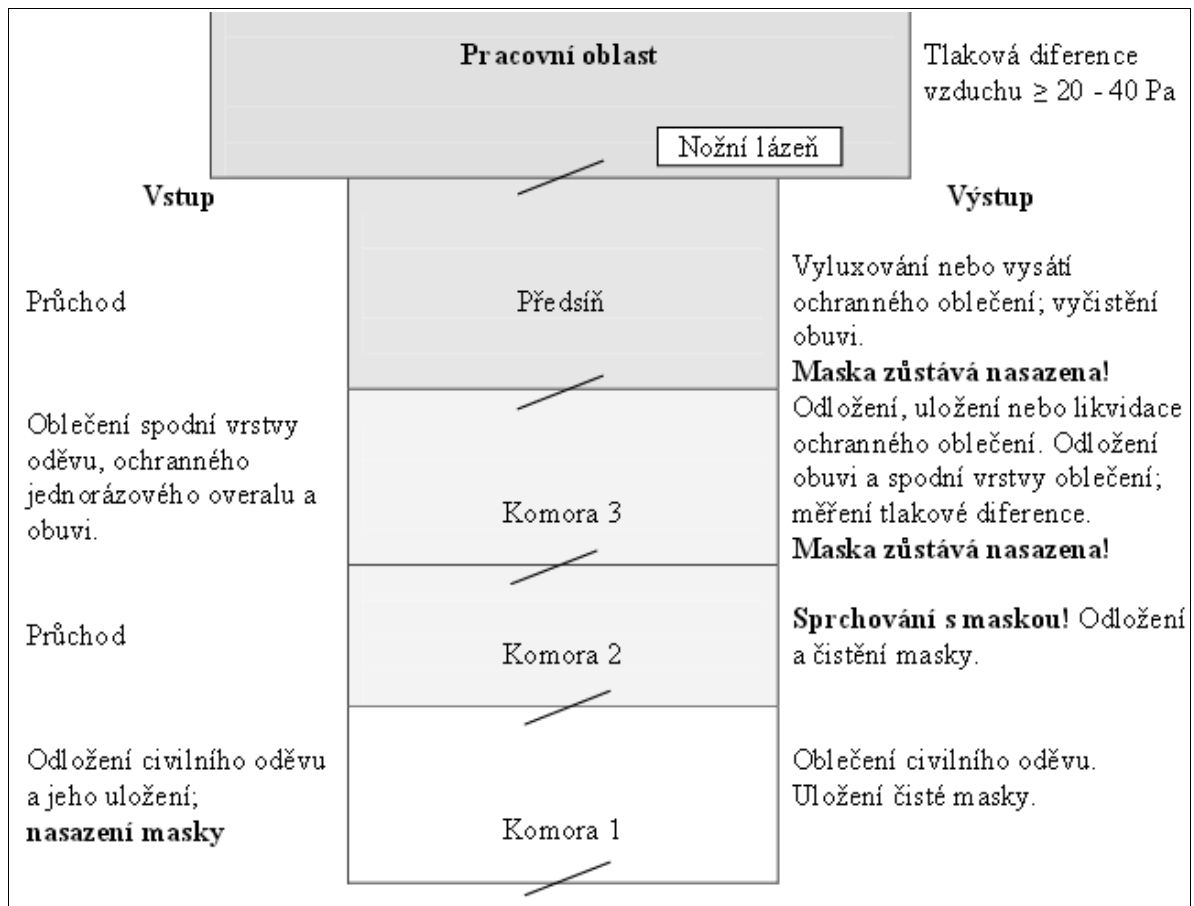 Pracovní oblast
Tlaková diference
vzduchu ≥ 20 - 40 Pa
Nožní lázeň
Vstup
Výstup
Průchod
Předsíň
Vyluxování nebo vysátí
ochranného oblečení; vyčistění
obuvi.
Maska zůstává nasazena!
Oblečení spodní vrstvy
oděvu, ochranného
jednorázového overalu a
obuvi.
Komora 3
Odložení, uložení nebo likvidace
ochranného oblečení. Odložení
obuvi a spodní vrstvy oblečení;
měření tlakové diference.
Maska zůstává nasazena!
Průchod
Komora 2
Sprchování s maskou! Odložení
a čistění masky.
Odložení civilního oděvu
a jeho uložení;
nasazení masky
Komora 1
Oblečení civilního oděvu.
Uložení čisté masky.